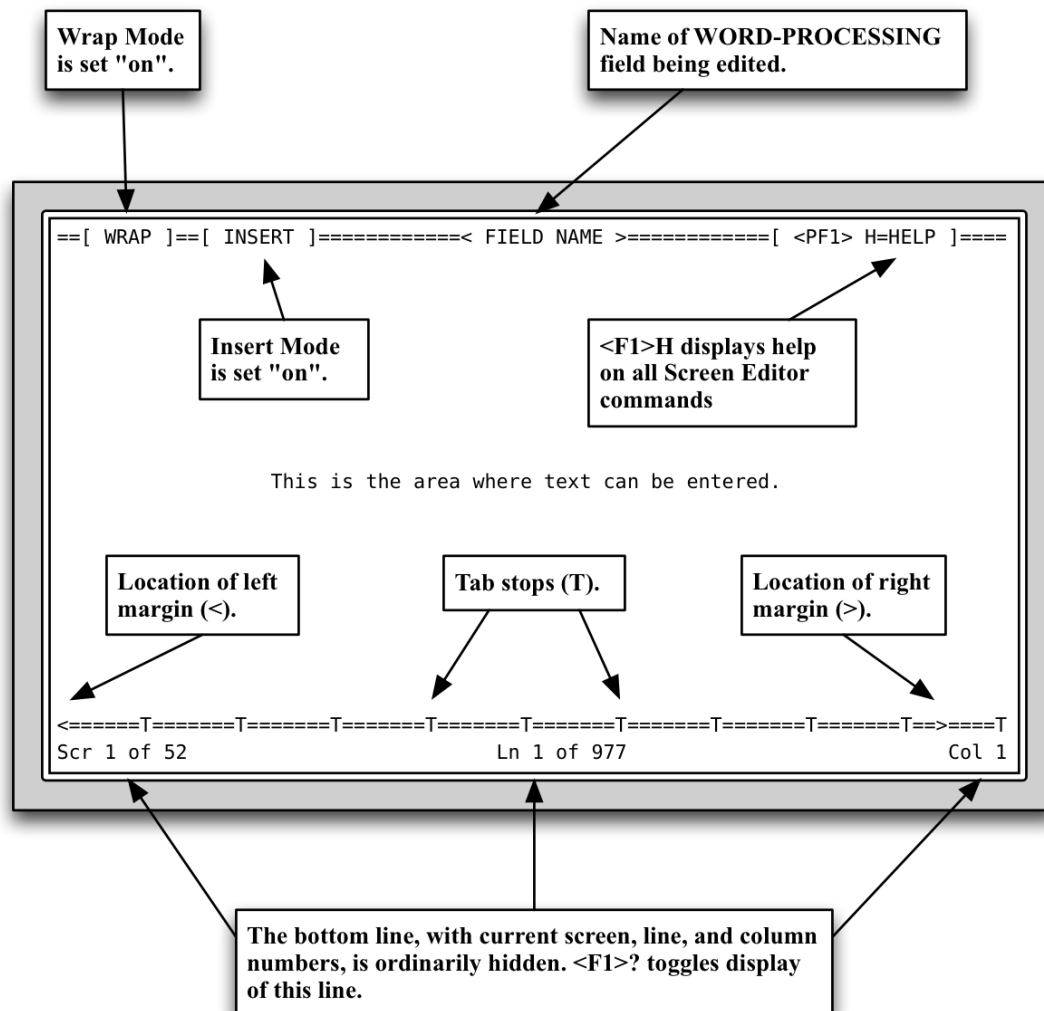 Wrap Mode
is set "on".
Name of WORD-PROCESSING
field being edited.
==[ WRAP ]==[ INSERT ]============< FIELD NAME >============[ <PF1> H=HELP ]====
Insert Mode
is set "on".
<F1>H displays help
on all Screen Editor
commands
This is the area where text can be entered.
Location of left
margin (<).
Tab stops (T).
Location of right
margin (>).
<======T=======T=======T=======T=======T=======T=======T=======T=======T==>====T
Scr 1 of 52 Ln 1 of 977 Col 1
The bottom line, with current screen, line, and column
numbers, is ordinarily hidden. <F1>? toggles display
of this line.